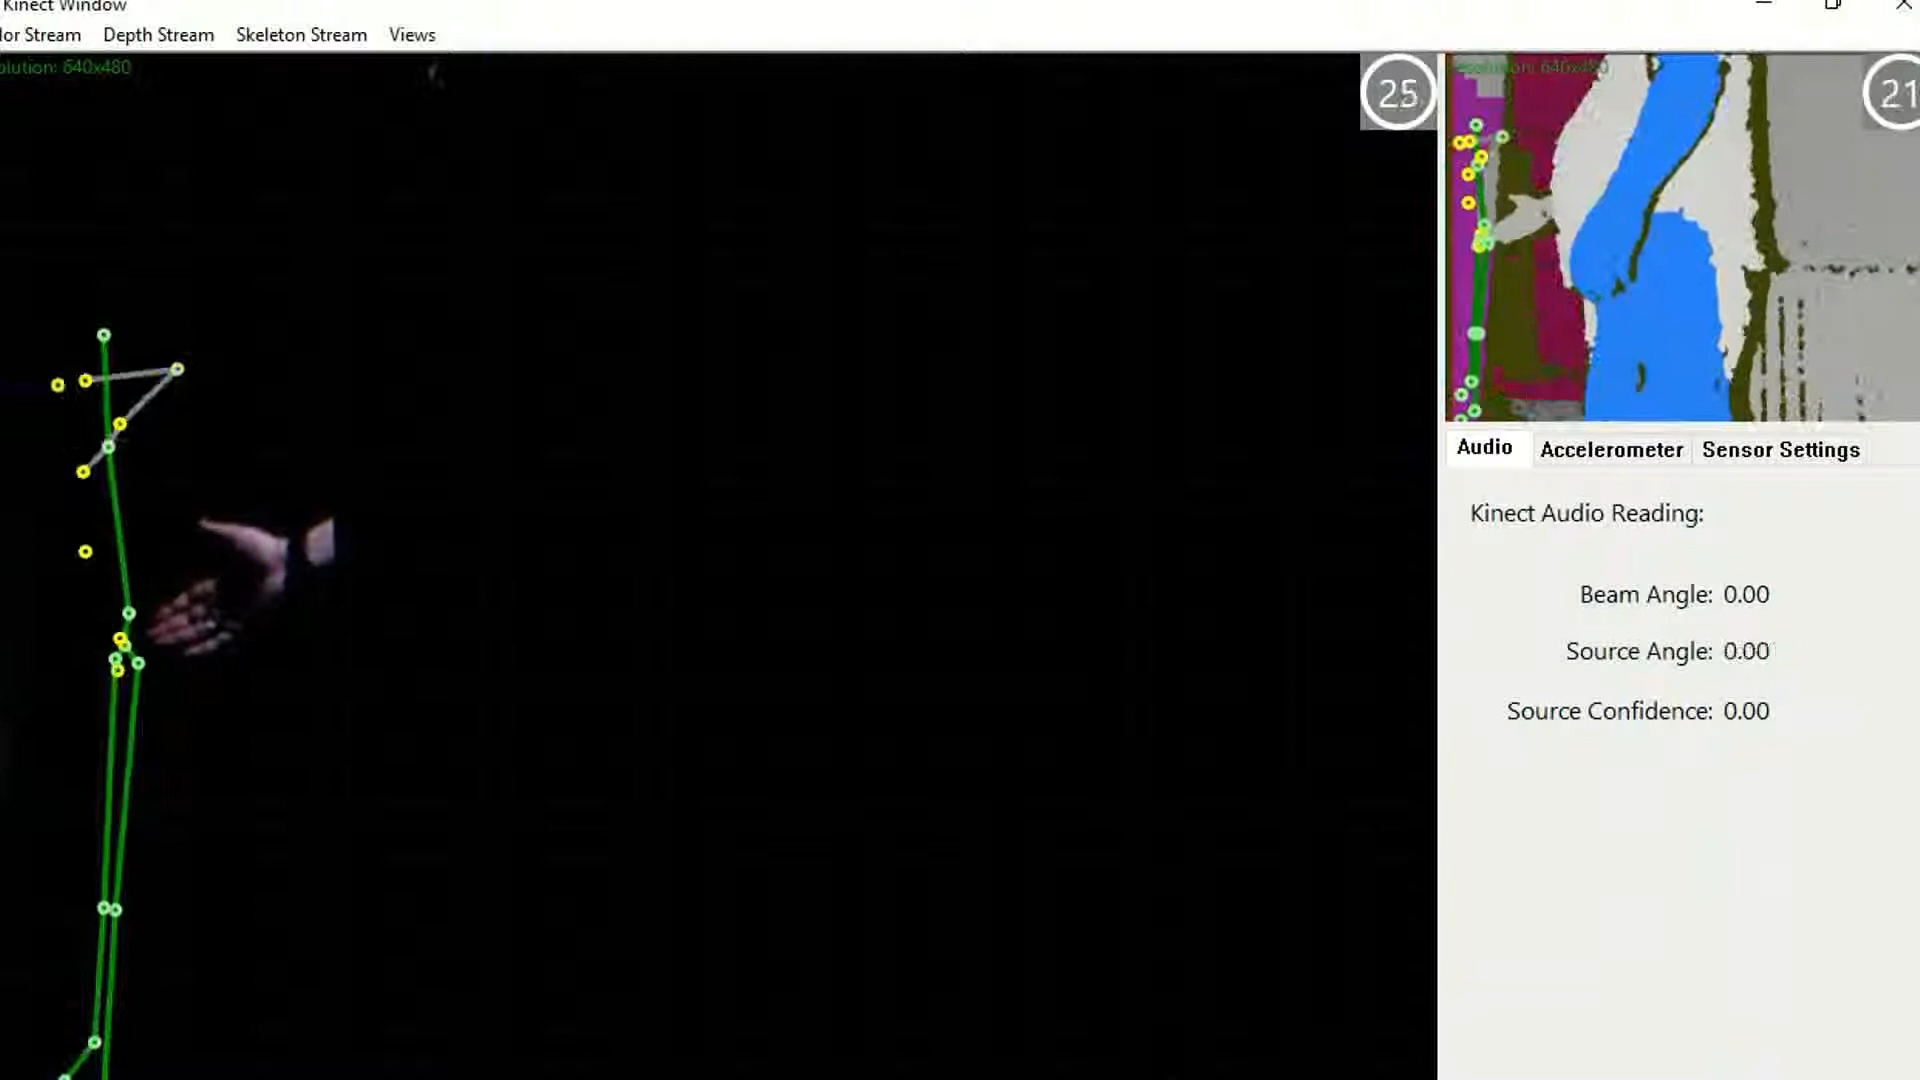 Kinect Window
lor Stream Depth Stream Skeleton Stream Views
olution: 640x480
25
640x480
21
Audio Accelerometer Sensor Settings
Kinect Audio Reading:
Beam Angle: 0.00
Source Angle: 0.00
Source Confidence: 0.00